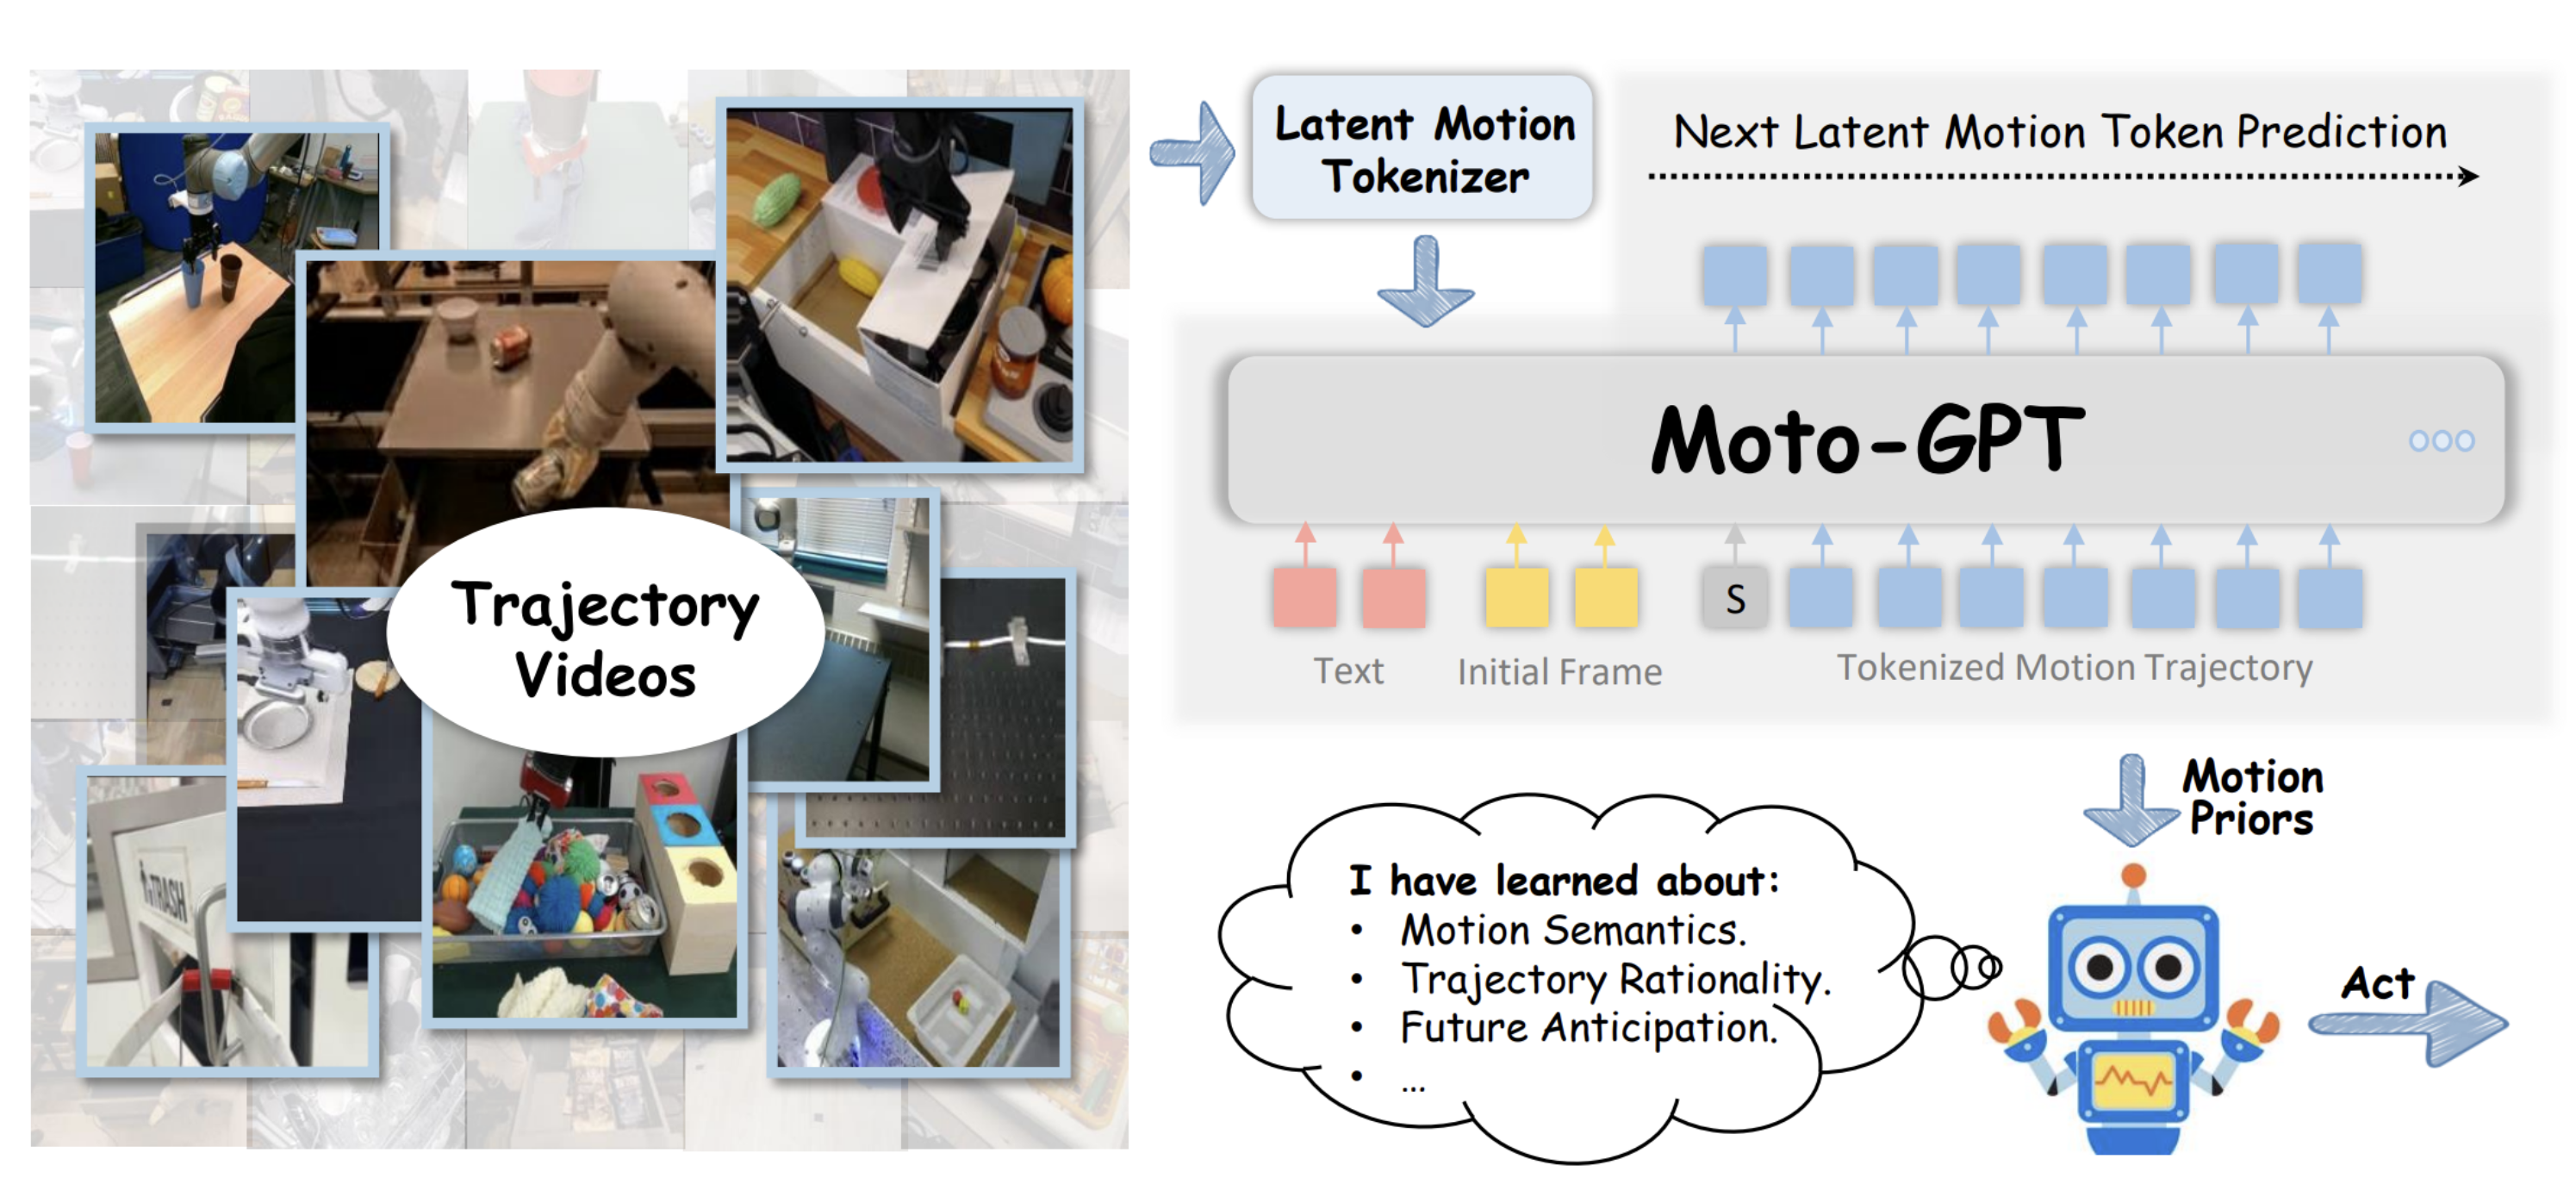 Trajectory
Videos
TRASH
Latent Motion
Tokenizer
Next Latent Motion Token Prediction
Moto-GPT
S
Text
Initial Frame
Tokenized Motion Trajectory
Motion
Priors
I have learned about:
• Motion Semantics.
• Trajectory Rationality.
• Future Anticipation.
• ...
Act